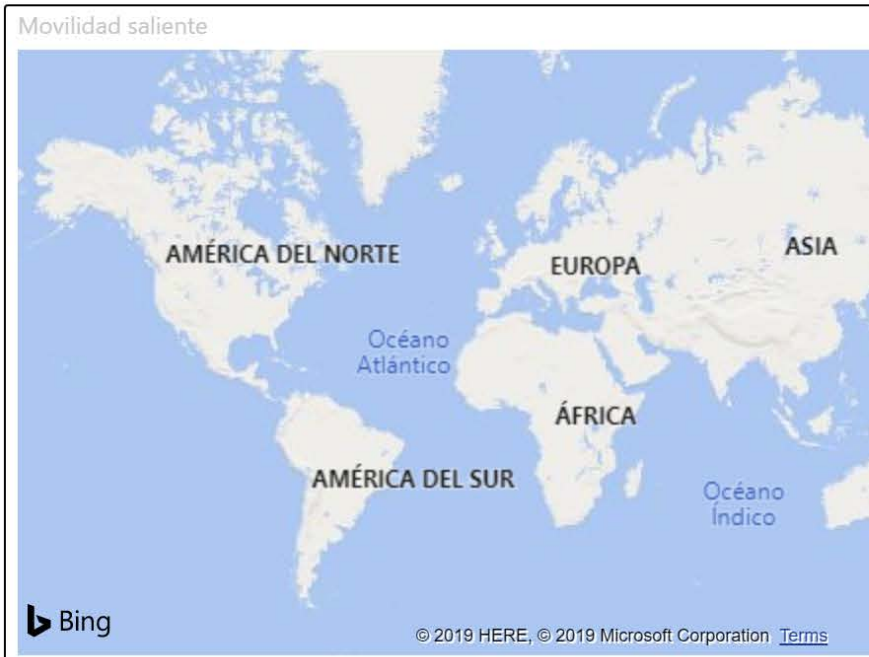 Movilidad saliente
AMÉRICA DEL NORTE
EUROPA
ASIA
Océano
Atlántico
ÁFRICA
AMÉRICA DEL SUR
Océano
Índico
Bing
© 2019 HERE, © 2019 Microsoft Corporation Terms